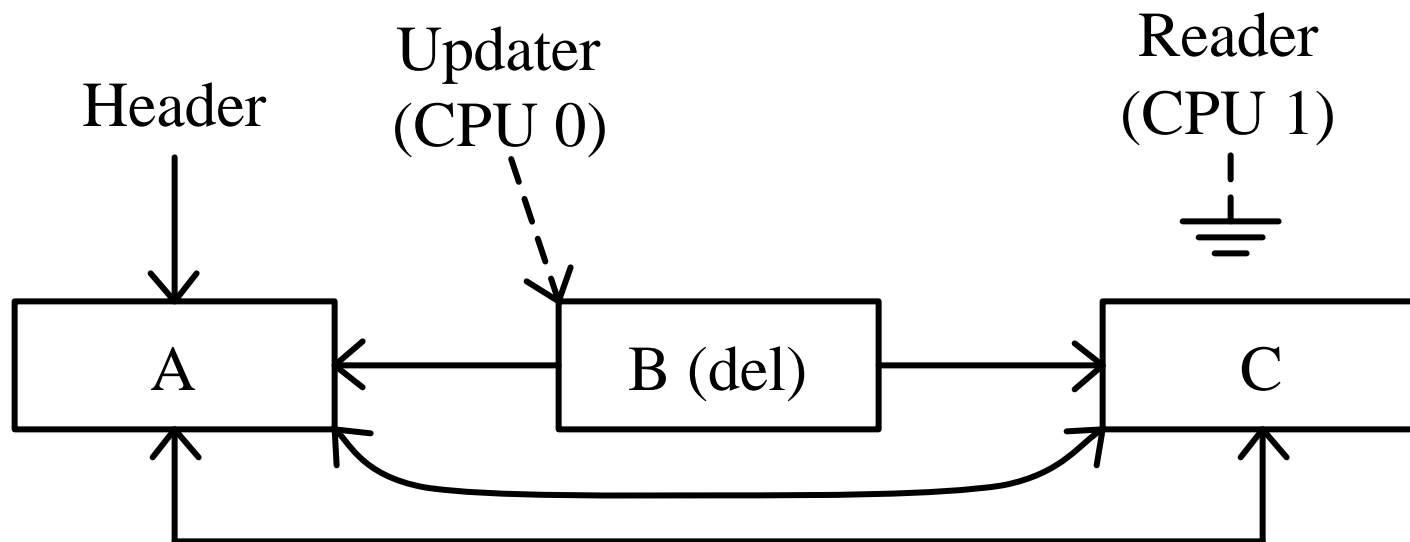 Header
Updater
(CPU 0)
Reader
(CPU 1)
A
B (del)
C